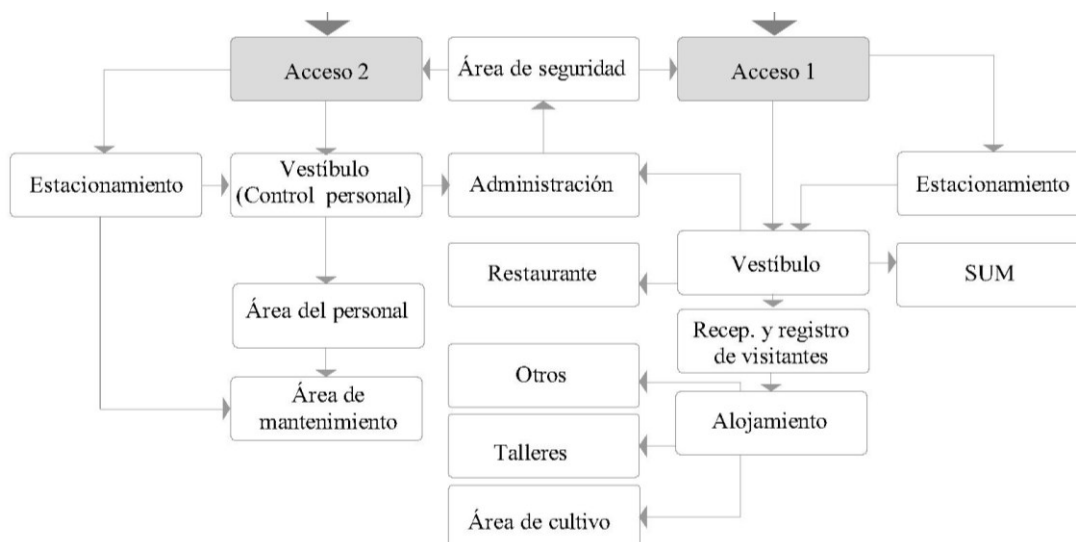 Acceso 2
Área de seguridad
Acceso 1
Estacionamiento
Vestíbulo
(Control personal)
Administración
Estacionamiento
Restaurante
Vestíbulo
SUM
Área del personal
Recep. y registro
de visitantes
Otros
Área de
mantenimiento
Alojamiento
Talleres
Área de cultivo